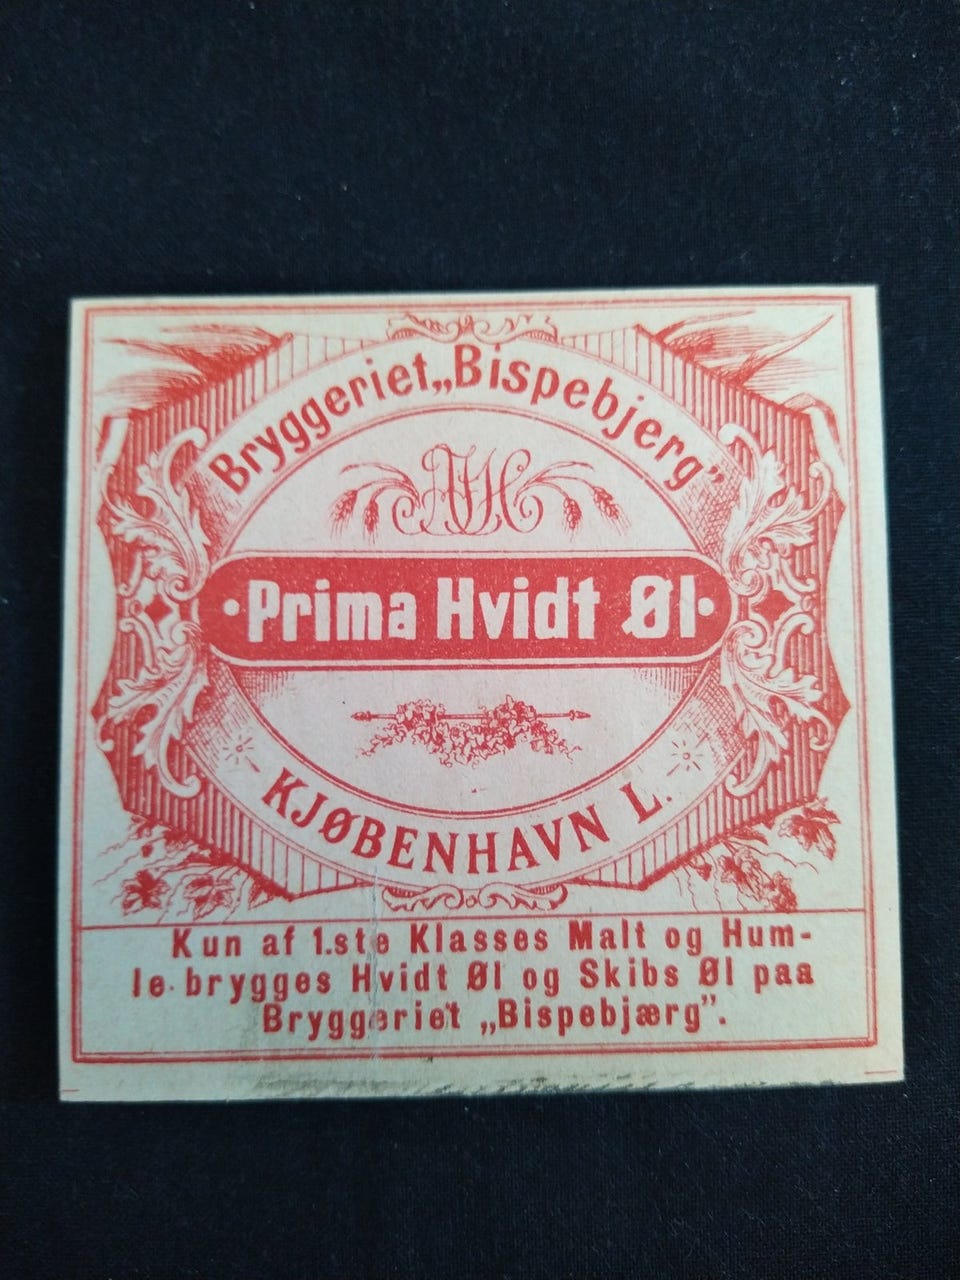 Bryggeriet „Bispebjerg”
Prima Hvidt Øl
KJØBENHAVN L.
Kun af 1.ste Klasses Malt og Hum-
le brygges Hvidt Øl og Skibs Øl paa
Bryggeriet „Bispebjærg”.